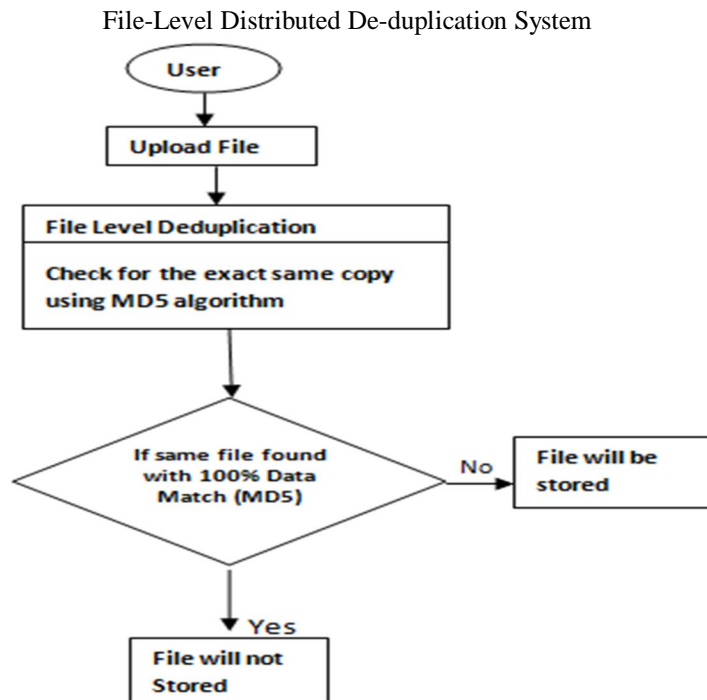 File-Level Distributed De-duplication System
User
Upload File
File Level Deduplication
Check for the exact same copy
using MD5 algorithm
If same file found
with 100% Data
Match (MD5)
No
File will be
stored
Yes
File will not
Stored